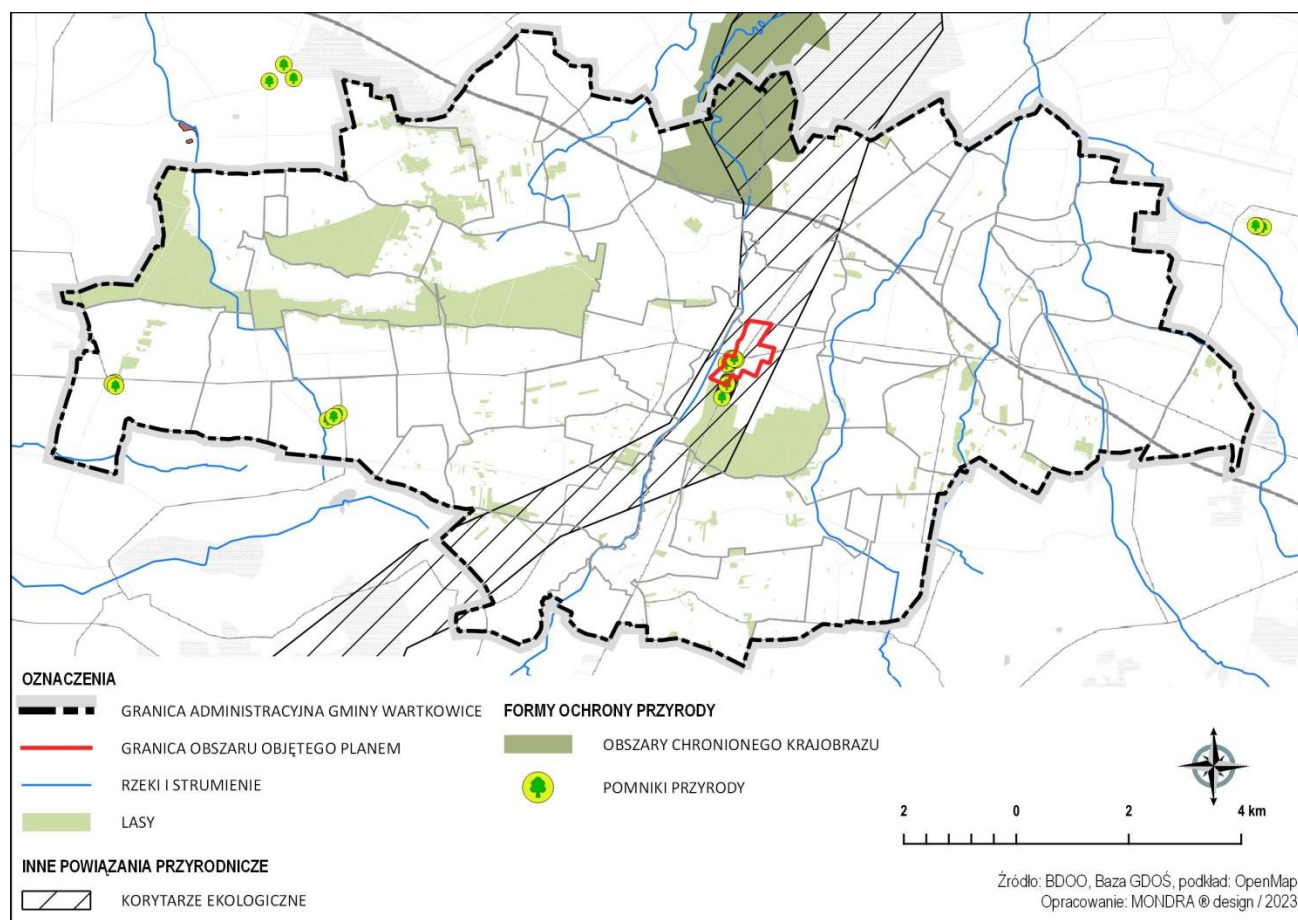 OZNACZENIA
GRANICA ADMINISTRACYJNA GMINY WARTKOWICE
GRANICA OBSZARU OBJĘTEGO PLANEM
RZEKI I STRUMIENIE
LASY
INNE POWIĄZANIA PRZYRODNICZE
KORYTARZE EKOLOGICZNE
FORMY OCHRONY PRZYRODY
OBSZARY CHRONIONEGO KRAJOBRAZU
POMNIKI PRZYRODY
2 0 2 4 km
Źródło: BDOO, Baza GDOŚ, podkład: OpenMap
Opracowanie: MONDRA ® design / 2023